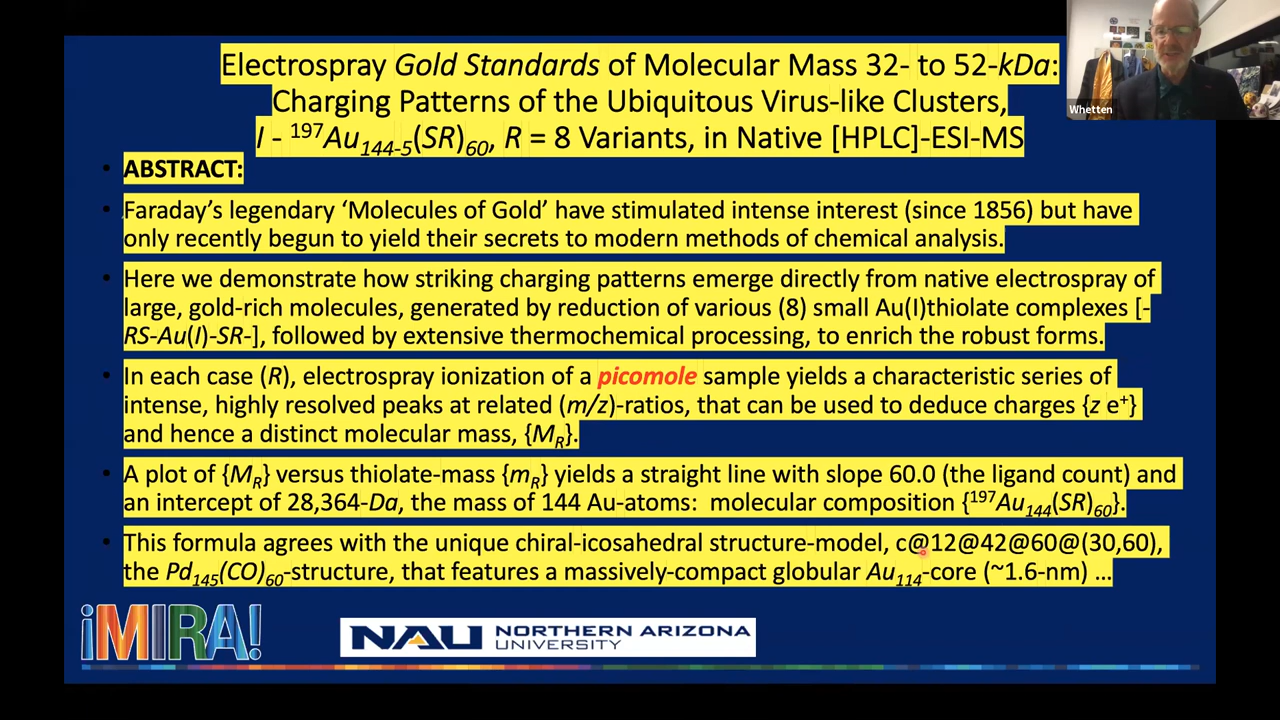 Electrospray Gold Standards of Molecular Mass 32- to 52-kDa:
Charging Patterns of the Ubiquitous Virus-like Clusters,
I - ¹⁹⁷Au₁₄₄₋₅(SR)₆₀, R = 8 Variants, in Native [HPLC]-ESI-MS
Whetten
• ABSTRACT:
• Faraday's legendary ‘Molecules of Gold’ have stimulated intense interest (since 1856) but have
only recently begun to yield their secrets to modern methods of chemical analysis.
• Here we demonstrate how striking charging patterns emerge directly from native electrospray of
large, gold-rich molecules, generated by reduction of various (8) small Au(I)thiolate complexes [-
RS-Au(I)-SR-], followed by extensive thermochemical processing, to enrich the robust forms.
• In each case (R), electrospray ionization of a picomole sample yields a characteristic series of
intense, highly resolved peaks at related (m/z)-ratios, that can be used to deduce charges {z e⁺}
and hence a distinct molecular mass, {M_R}.
• A plot of {M_R} versus thiolate-mass {m_R} yields a straight line with slope 60.0 (the ligand count) and
an intercept of 28,364-Da, the mass of 144 Au-atoms: molecular composition {¹⁹⁷Au₁₄₄(SR)₆₀}.
• This formula agrees with the unique chiral-icosahedral structure-model, c@12@42@60@(30,60),
the Pd₁₄₅(CO)₆₀-structure, that features a massively-compact globular Au₁₁₄-core (~1.6-nm) ...
¡MIRA!
NAU NORTHERN ARIZONA
UNIVERSITY